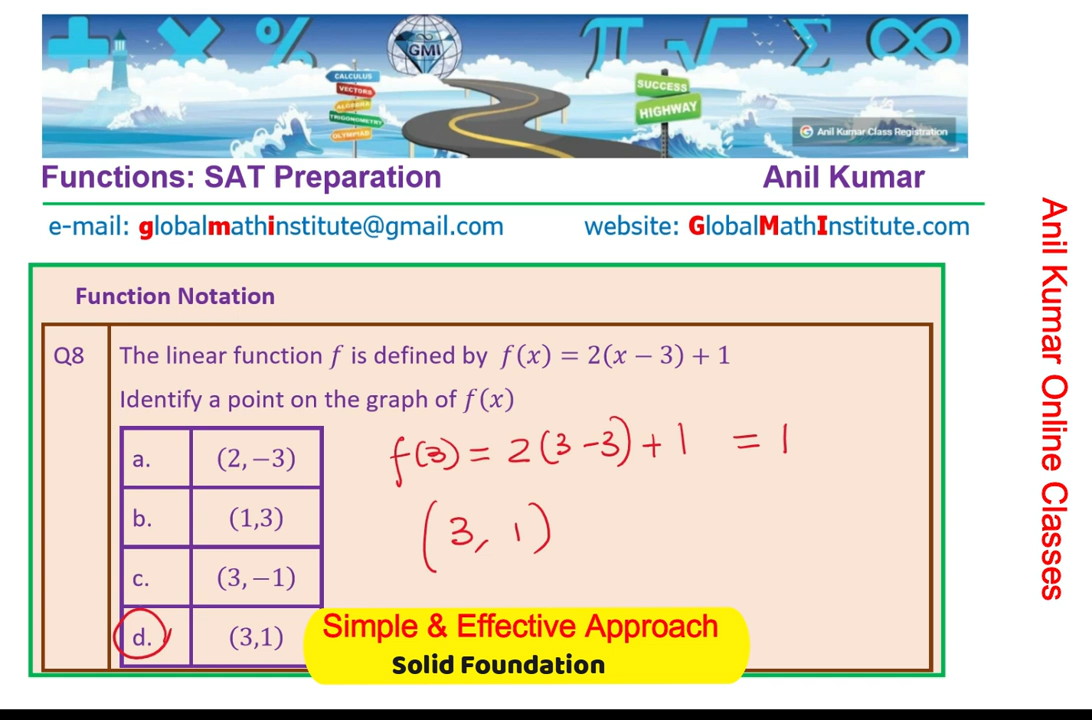 GMI
CALCULUS
VECTORS
ALGEBRA
TRIGONOMETRY
OLYMPIAD
SUCCESS
HIGHWAY
Anil Kumar Class Registration
Functions: SAT Preparation Anil Kumar
e-mail: globalmathinstitute@gmail.com website: GlobalMathInstitute.com
Function Notation
Q8 The linear function f is defined by f(x) = 2(x − 3) + 1
Identify a point on the graph of f(x)
a. (2,−3)
b. (1,3)
c. (3,−1)
d. (3,1)
f(3) = 2(3-3)+1 = 1
(3, 1)
Simple & Effective Approach
Solid Foundation
Anil Kumar Online Classes